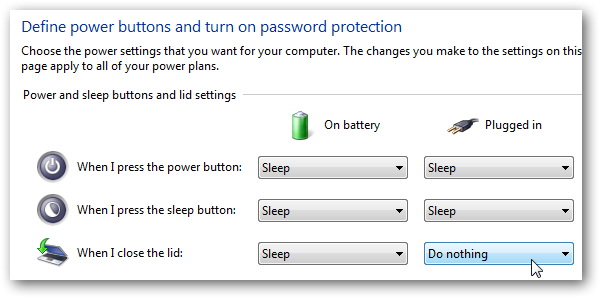 Define power buttons and turn on password protection
Choose the power settings that you want for your computer. The changes you make to the settings on this
page apply to all of your power plans.
Power and sleep buttons and lid settings
On battery Plugged in
When I press the power button: Sleep Sleep
When I press the sleep button: Sleep Sleep
When I close the lid: Sleep Do nothing